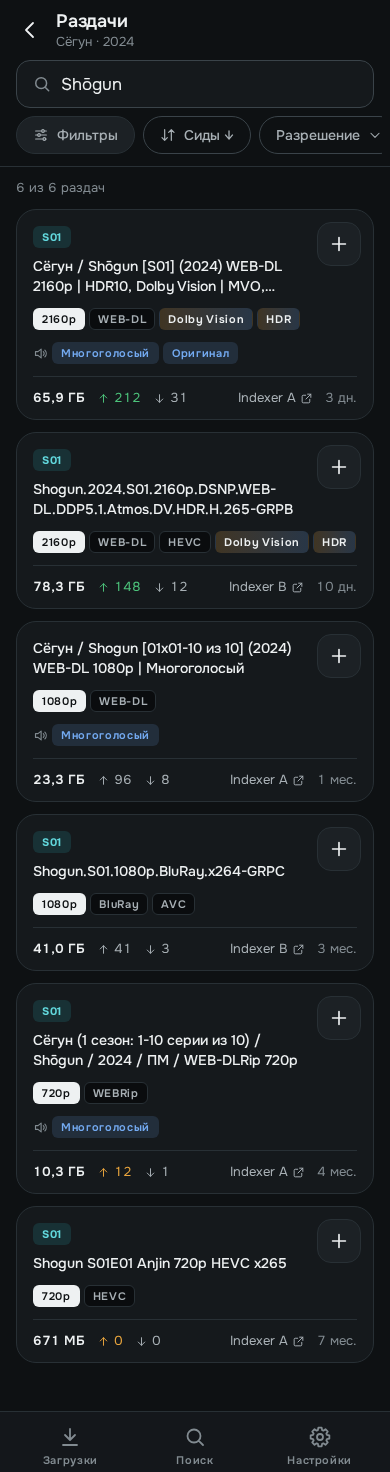 Раздачи
Сёгун · 2024
Shōgun
Фильтры
Сиды ↓
Разрешение
6 из 6 раздач
S01
Сёгун / Shōgun [S01] (2024) WEB-DL
2160p | HDR10, Dolby Vision | MVO,...
2160p WEB-DL Dolby Vision HDR
Многоголосый Оригинал
65,9 ГБ ↑ 212 ↓ 31 Indexer A 3 дн.
S01
Shogun.2024.S01.2160p.DSNP.WEB-
DL.DDP5.1.Atmos.DV.HDR.H.265-GRPB
2160p WEB-DL HEVC Dolby Vision HDR
78,3 ГБ ↑ 148 ↓ 12 Indexer B 10 дн.
Сёгун / Shogun [01x01-10 из 10] (2024)
WEB-DL 1080p | Многоголосый
1080p WEB-DL
Многоголосый
23,3 ГБ ↑ 96 ↓ 8 Indexer A 1 мес.
S01
Shogun.S01.1080p.BluRay.x264-GRPC
1080p BluRay AVC
41,0 ГБ ↑ 41 ↓ 3 Indexer B 3 мес.
S01
Сёгун (1 сезон: 1-10 серии из 10) /
Shōgun / 2024 / ПМ / WEB-DLRip 720p
720p WEBRip
Многоголосый
10,3 ГБ ↑ 12 ↓ 1 Indexer A 4 мес.
S01
Shogun S01E01 Anjin 720p HEVC x265
720p HEVC
671 МБ ↑ 0 ↓ 0 Indexer A 7 мес.
Загрузки
Поиск
Настройки